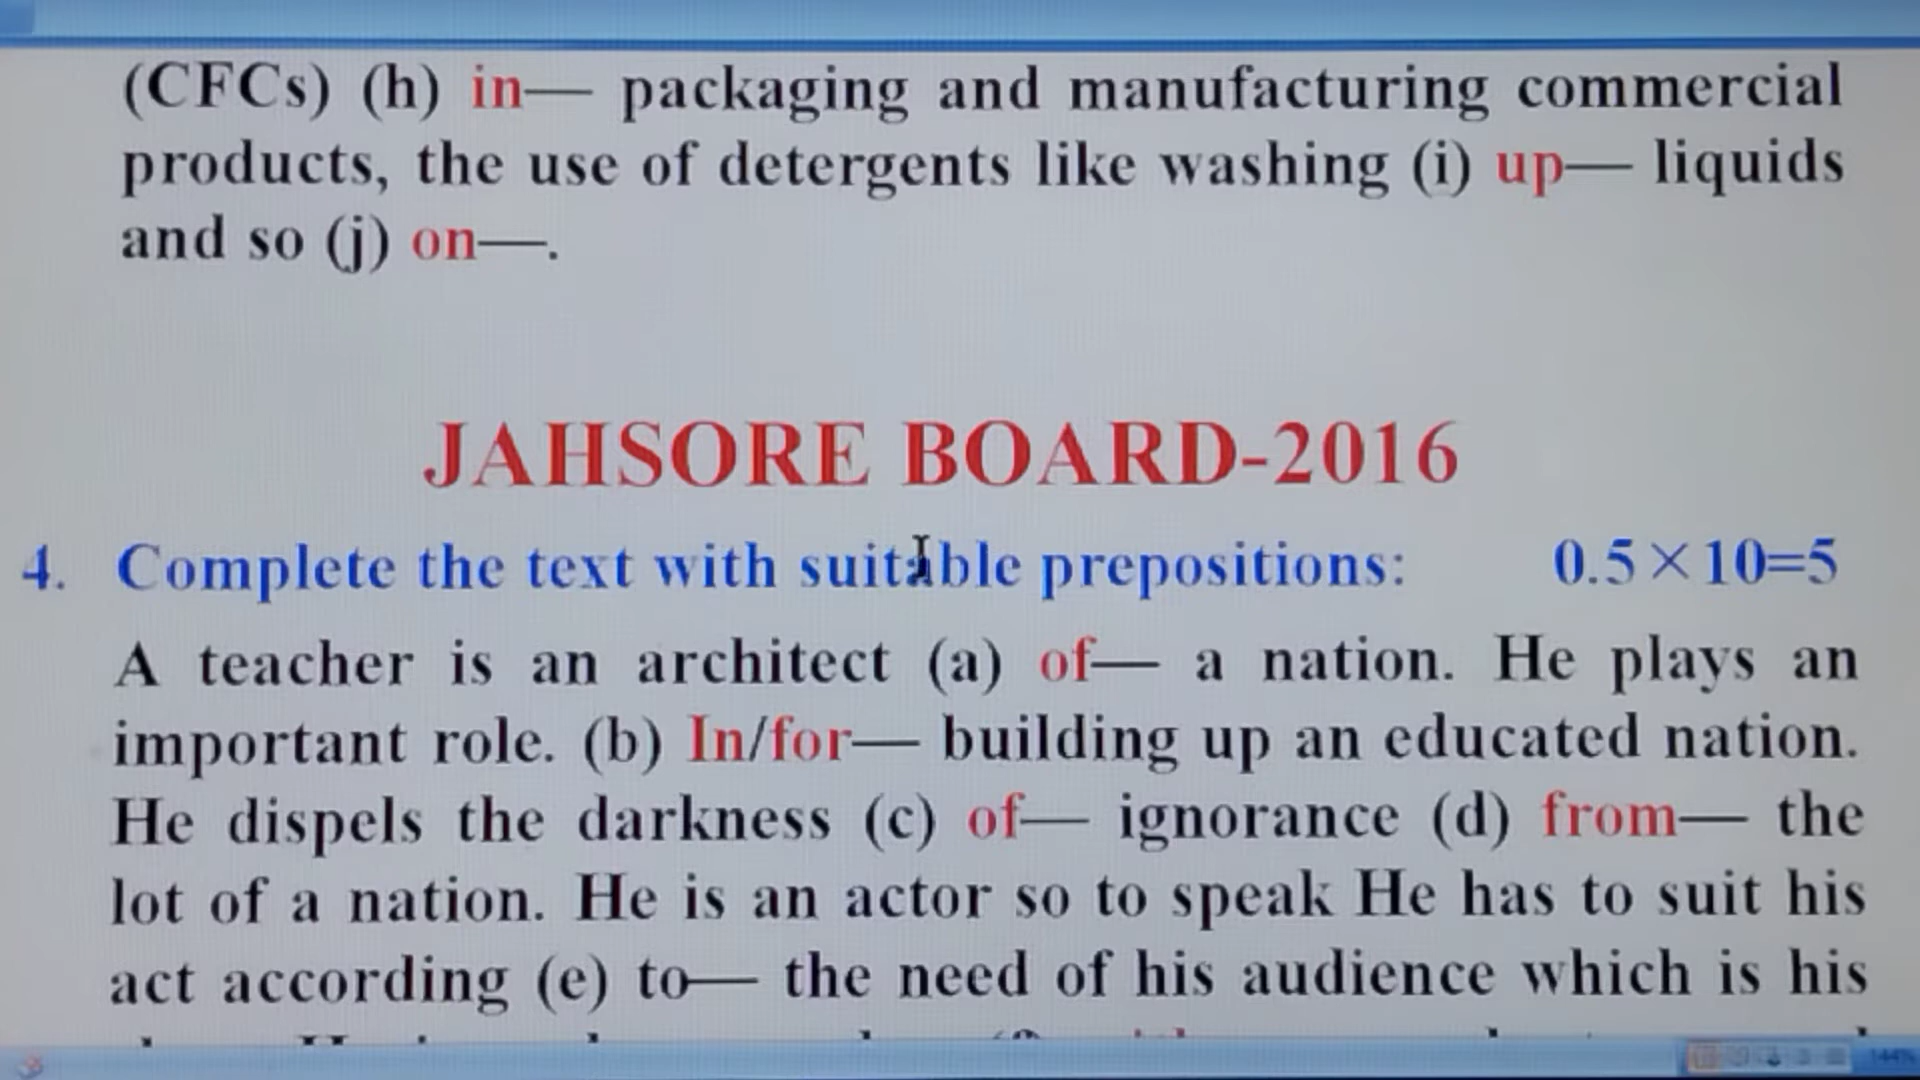 (CFCs) (h) in— packaging and manufacturing commercial
products, the use of detergents like washing (i) up— liquids
and so (j) on—.
JAHSORE BOARD-2016
4. Complete the text with suitable prepositions: 0.5×10=5
A teacher is an architect (a) of— a nation. He plays an
important role. (b) In/for— building up an educated nation.
He dispels the darkness (c) of— ignorance (d) from— the
lot of a nation. He is an actor so to speak He has to suit his
act according (e) to— the need of his audience which is his